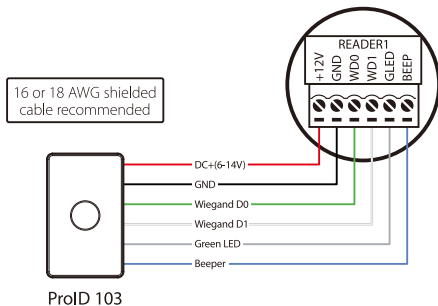 READER1
+12V
GND
WD0
WD1
GLED
BEEP
16 or 18 AWG shielded
cable recommended
DC+(6-14V)
GND
Wiegand D0
Wiegand D1
Green LED
Beeper
ProID 103